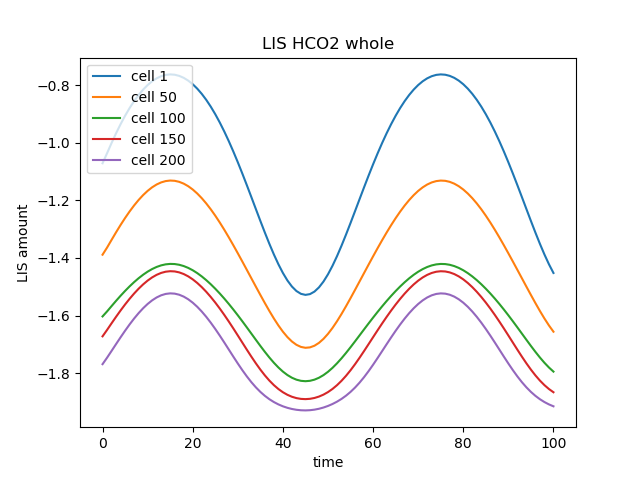 LIS HCO2 whole
cell 1
cell 50
cell 100
cell 150
cell 200
LIS amount
−0.8
−1.0
−1.2
−1.4
−1.6
−1.8
0 20 40 60 80 100
time